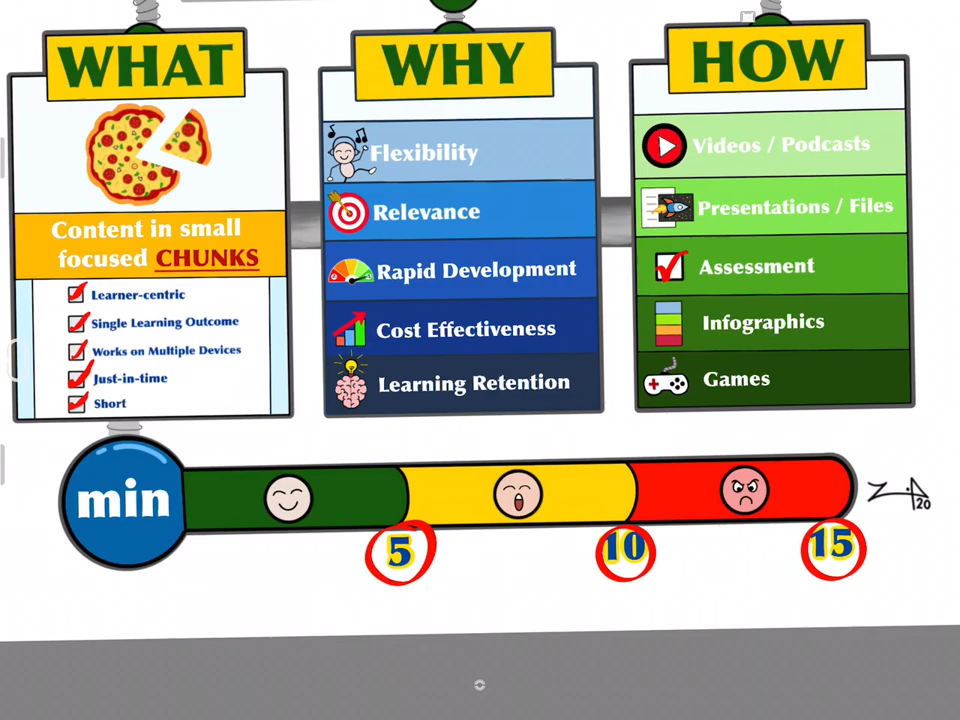 WHAT
Content in small
focused CHUNKS
Learner-centric
Single Learning Outcome
Works on Multiple Devices
Just-in-time
Short
WHY
Flexibility
Relevance
Rapid Development
Cost Effectiveness
Learning Retention
HOW
Videos / Podcasts
Presentations / Files
Assessment
Infographics
Games
min
5
10
15
20